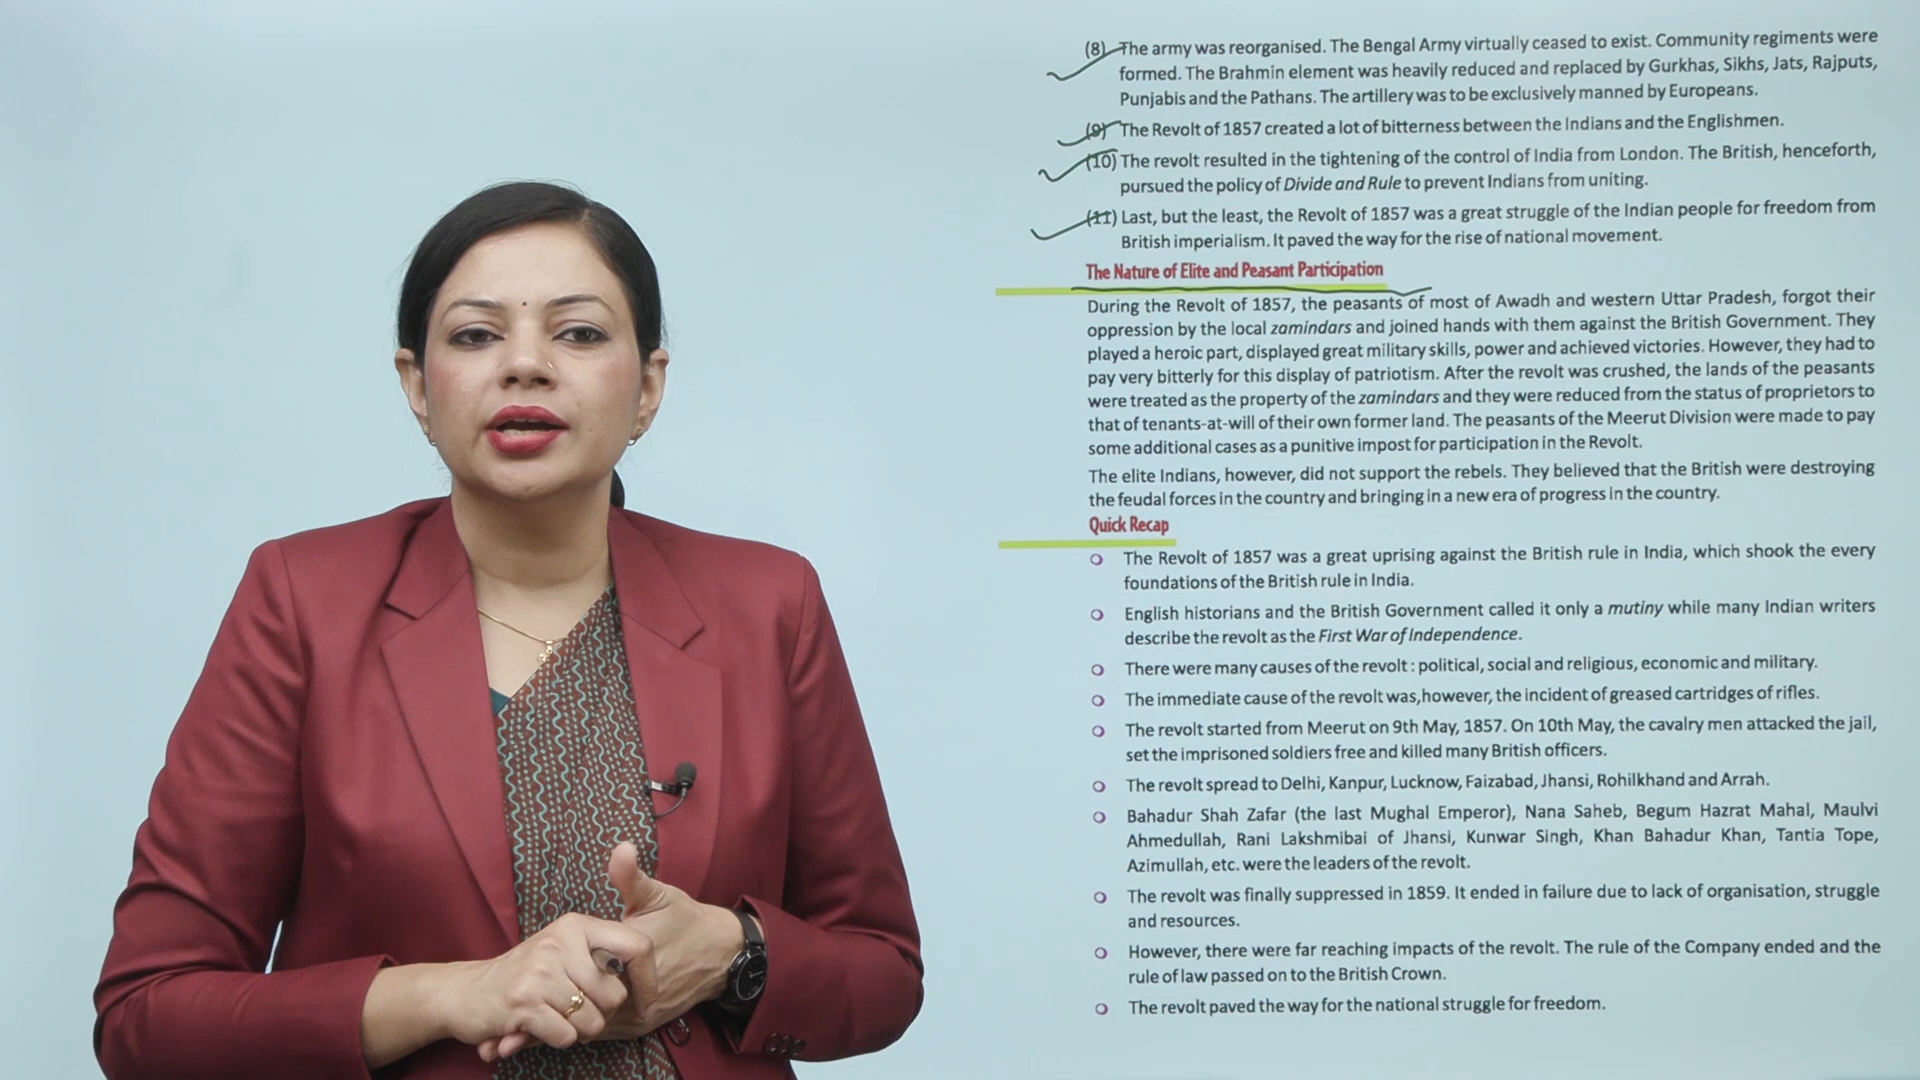 (8) The army was reorganised. The Bengal Army virtually ceased to exist. Community regiments were
formed. The Brahmin element was heavily reduced and replaced by Gurkhas, Sikhs, Jats, Rajputs,
Punjabis and the Pathans. The artillery was to be exclusively manned by Europeans.
(9) The Revolt of 1857 created a lot of bitterness between the Indians and the Englishmen.
(10) The revolt resulted in the tightening of the control of India from London. The British, henceforth,
pursued the policy of Divide and Rule to prevent Indians from uniting.
(11) Last, but the least, the Revolt of 1857 was a great struggle of the Indian people for freedom from
British imperialism. It paved the way for the rise of national movement.
The Nature of Elite and Peasant Participation
During the Revolt of 1857, the peasants of most of Awadh and western Uttar Pradesh, forgot their
oppression by the local zamindars and joined hands with them against the British Government. They
played a heroic part, displayed great military skills, power and achieved victories. However, they had to
pay very bitterly for this display of patriotism. After the revolt was crushed, the lands of the peasants
were treated as the property of the zamindars and they were reduced from the status of proprietors to
that of tenants-at-will of their own former land. The peasants of the Meerut Division were made to pay
some additional cases as a punitive impost for participation in the Revolt.
The elite Indians, however, did not support the rebels. They believed that the British were destroying
the feudal forces in the country and bringing in a new era of progress in the country.
Quick Recap
The Revolt of 1857 was a great uprising against the British rule in India, which shook the every
foundations of the British rule in India.
English historians and the British Government called it only a mutiny while many Indian writers
describe the revolt as the First War of Independence.
There were many causes of the revolt : political, social and religious, economic and military.
The immediate cause of the revolt was,however, the incident of greased cartridges of rifles.
The revolt started from Meerut on 9th May, 1857. On 10th May, the cavalry men attacked the jail,
set the imprisoned soldiers free and killed many British officers.
The revolt spread to Delhi, Kanpur, Lucknow, Faizabad, Jhansi, Rohilkhand and Arrah.
Bahadur Shah Zafar (the last Mughal Emperor), Nana Saheb, Begum Hazrat Mahal, Maulvi
Ahmedullah, Rani Lakshmibai of Jhansi, Kunwar Singh, Khan Bahadur Khan, Tantia Tope,
Azimullah, etc. were the leaders of the revolt.
The revolt was finally suppressed in 1859. It ended in failure due to lack of organisation, struggle
and resources.
However, there were far reaching impacts of the revolt. The rule of the Company ended and the
rule of law passed on to the British Crown.
The revolt paved the way for the national struggle for freedom.